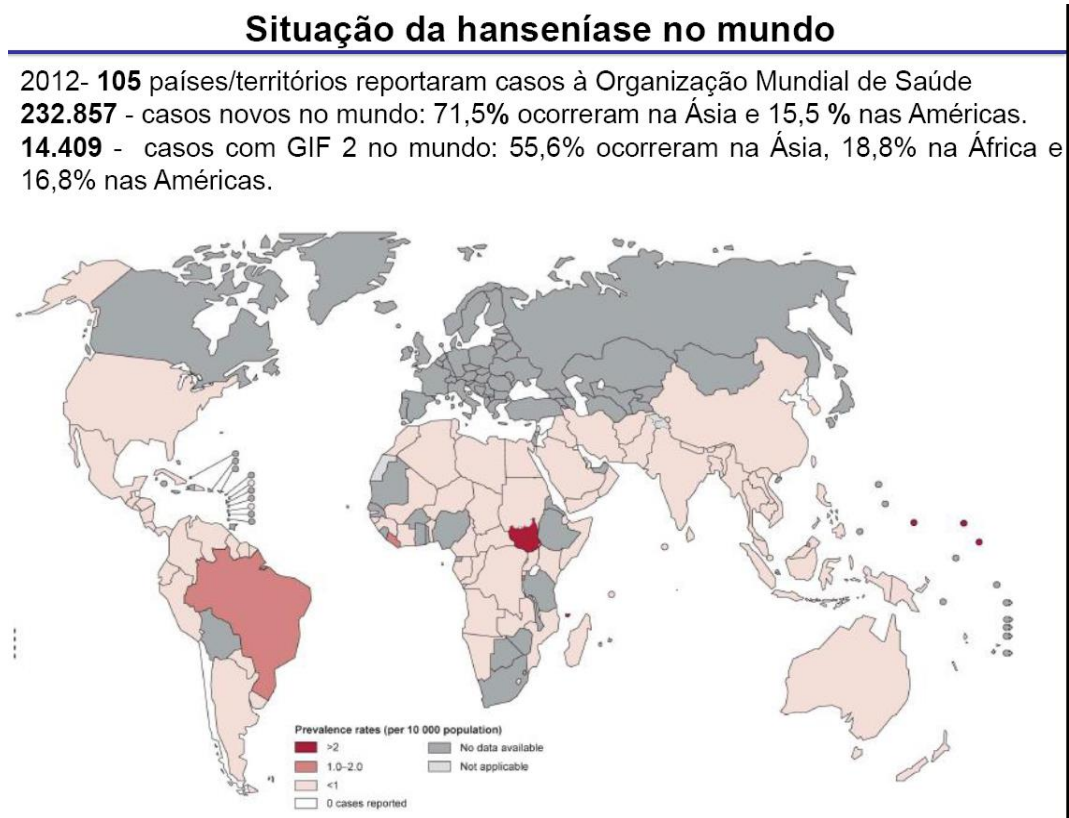 Situação da hanseníase no mundo
2012- 105 países/territórios reportaram casos à Organização Mundial de Saúde
232.857 - casos novos no mundo: 71,5% ocorreram na Ásia e 15,5 % nas Américas.
14.409 - casos com GIF 2 no mundo: 55,6% ocorreram na Ásia, 18,8% na África e
16,8% nas Américas.
Prevalence rates (per 10 000 population)
>2
1.0–2.0
<1
0 cases reported
No data available
Not applicable